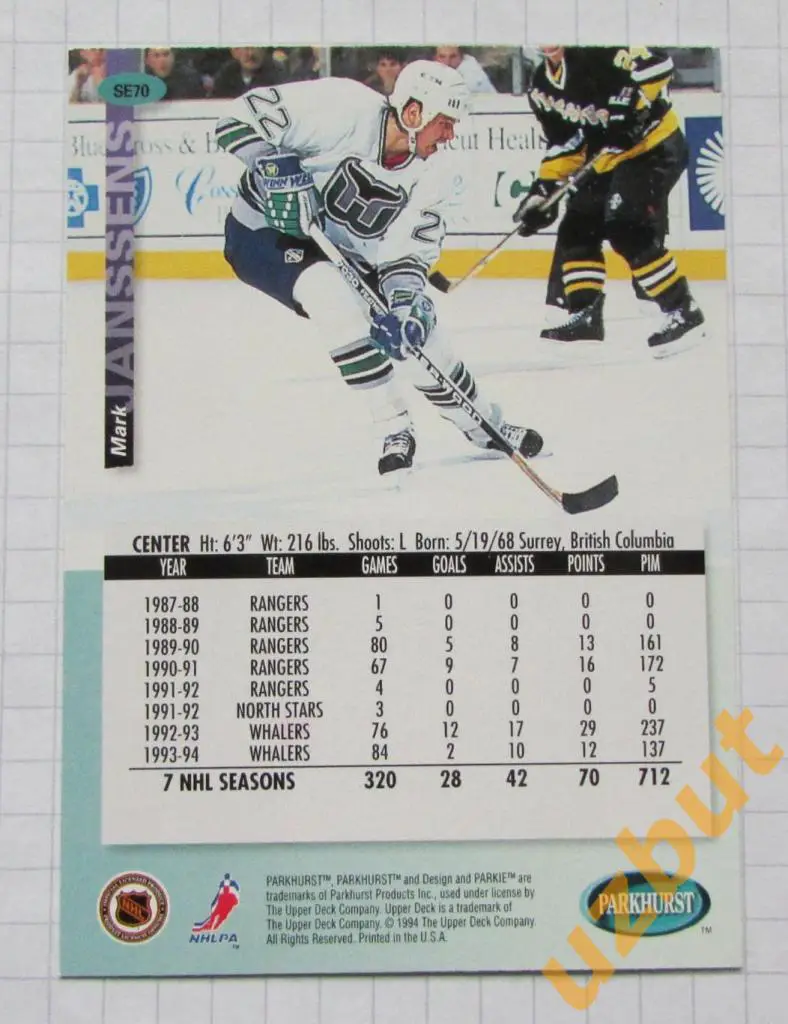 SE70
Mark JANSSENS
22
22
Blue Cross & B
cut Health
CENTER Ht: 6'3" Wt: 216 lbs. Shoots: L Born: 5/19/68 Surrey, British Columbia
YEAR TEAM GAMES GOALS ASSISTS POINTS PIM
1987-88 RANGERS 1 0 0 0 0
1988-89 RANGERS 5 0 0 0 0
1989-90 RANGERS 80 5 8 13 161
1990-91 RANGERS 67 9 7 16 172
1991-92 RANGERS 4 0 0 0 5
1991-92 NORTH STARS 3 0 0 0 0
1992-93 WHALERS 76 12 17 29 237
1993-94 WHALERS 84 2 10 12 137
7 NHL SEASONS 320 28 42 70 712
NHL
NHLPA
PARKHURST™, PARKHURST™ and Design and PARKIE™ are
trademarks of Parkhurst Products Inc., used under license by
The Upper Deck Company. Upper Deck is a trademark of
The Upper Deck Company. © 1994 The Upper Deck Company.
All Rights Reserved. Printed in the U.S.A.
PARKHURST
TM
uzbut